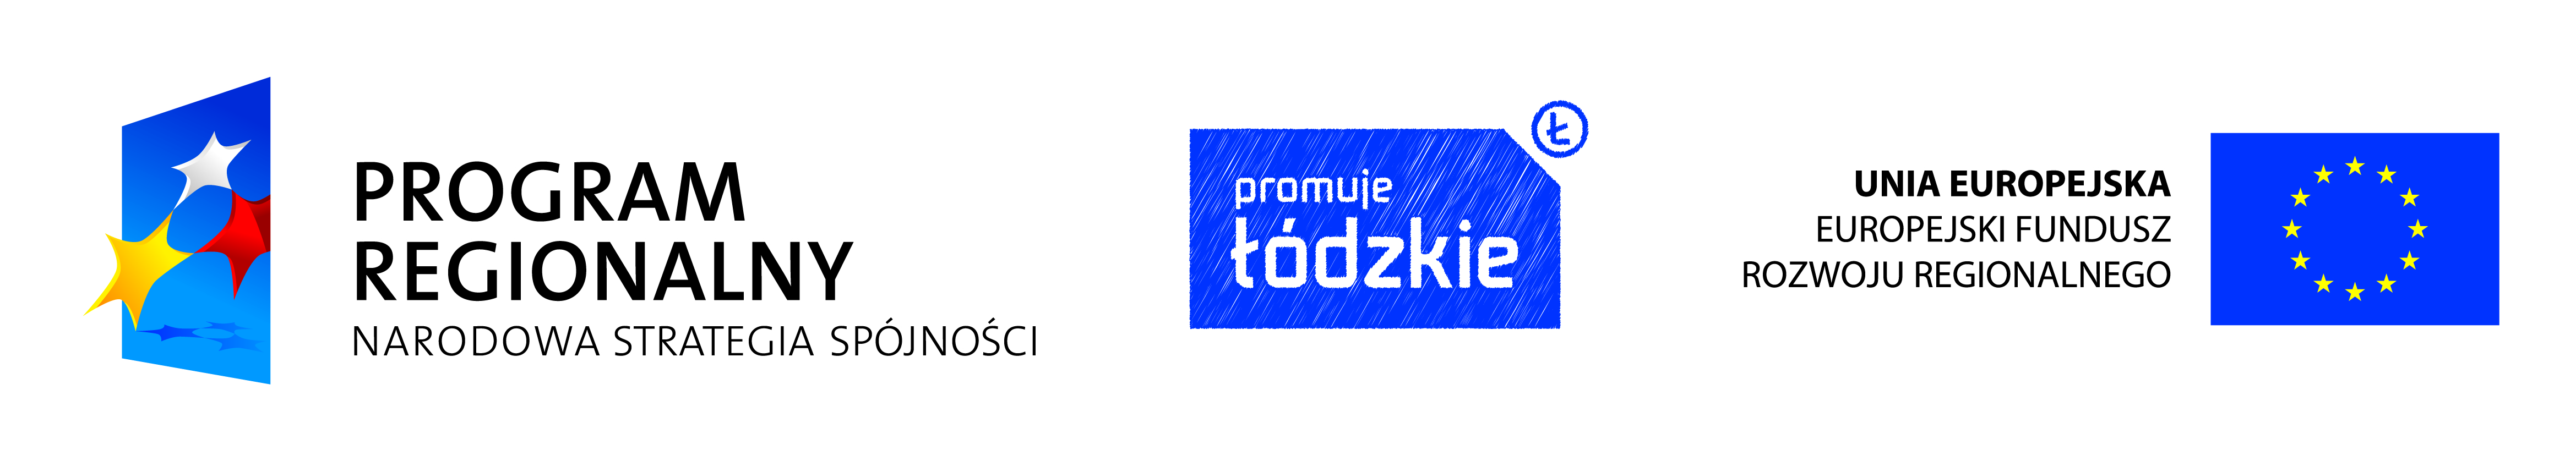 PROGRAM
REGIONALNY
NARODOWA STRATEGIA SPÓJNOŚCI
Ł
promuje
łódzkie
UNIA EUROPEJSKA
EUROPEJSKI FUNDUSZ
ROZWOJU REGIONALNEGO